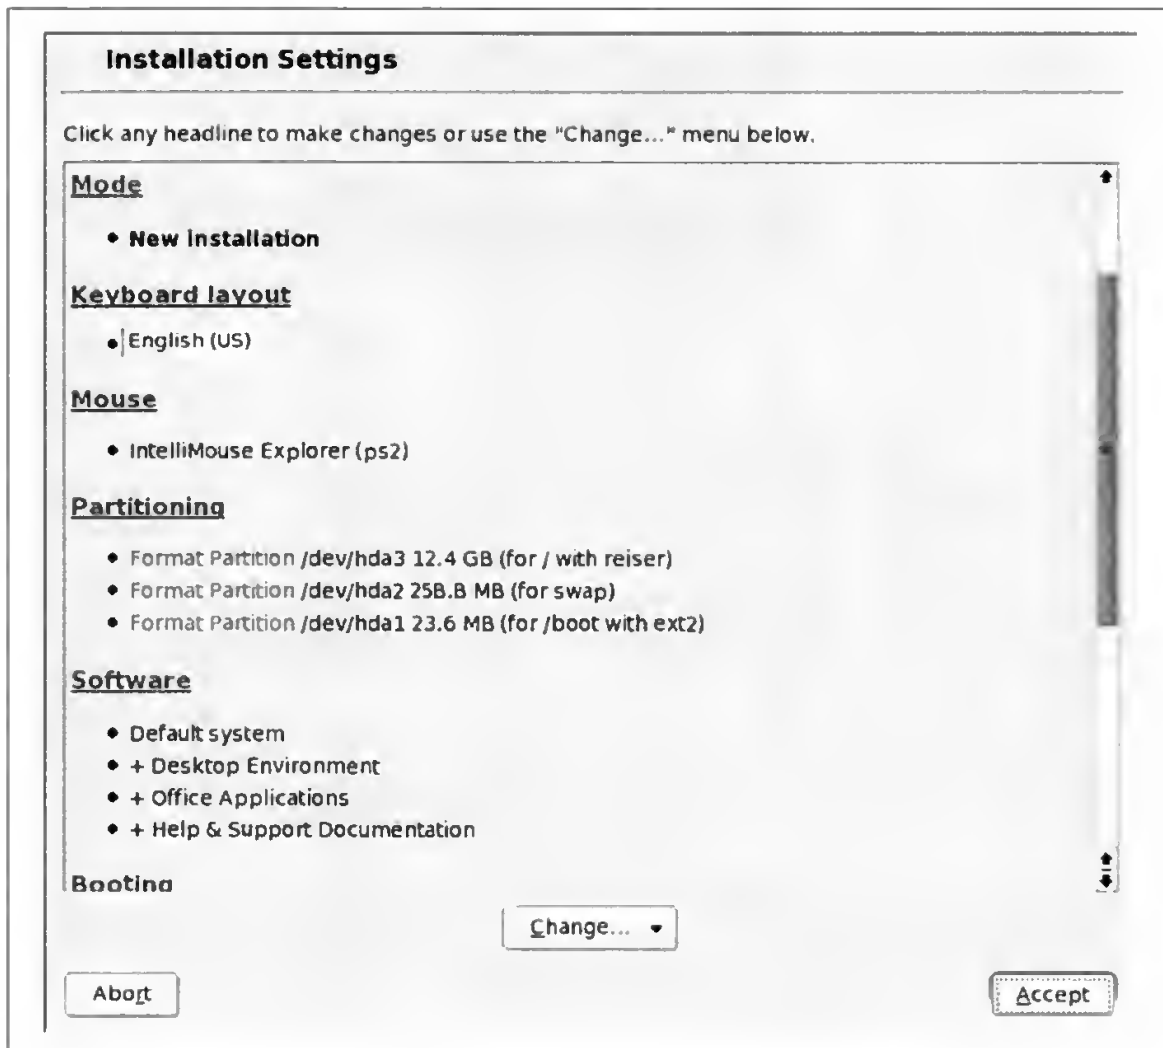 Installation Settings
Click any headline to make changes or use the "Change..." menu below.
Mode
• New installation
Keyboard layout
• English (US)
Mouse
• IntelliMouse Explorer (ps2)
Partitioning
• Format Partition /dev/hda3 12.4 GB (for / with reiser)
• Format Partition /dev/hda2 258.8 MB (for swap)
• Format Partition /dev/hda1 23.6 MB (for /boot with ext2)
Software
• Default system
• + Desktop Environment
• + Office Applications
• + Help & Support Documentation
Booting
Change...
Abort
Accept